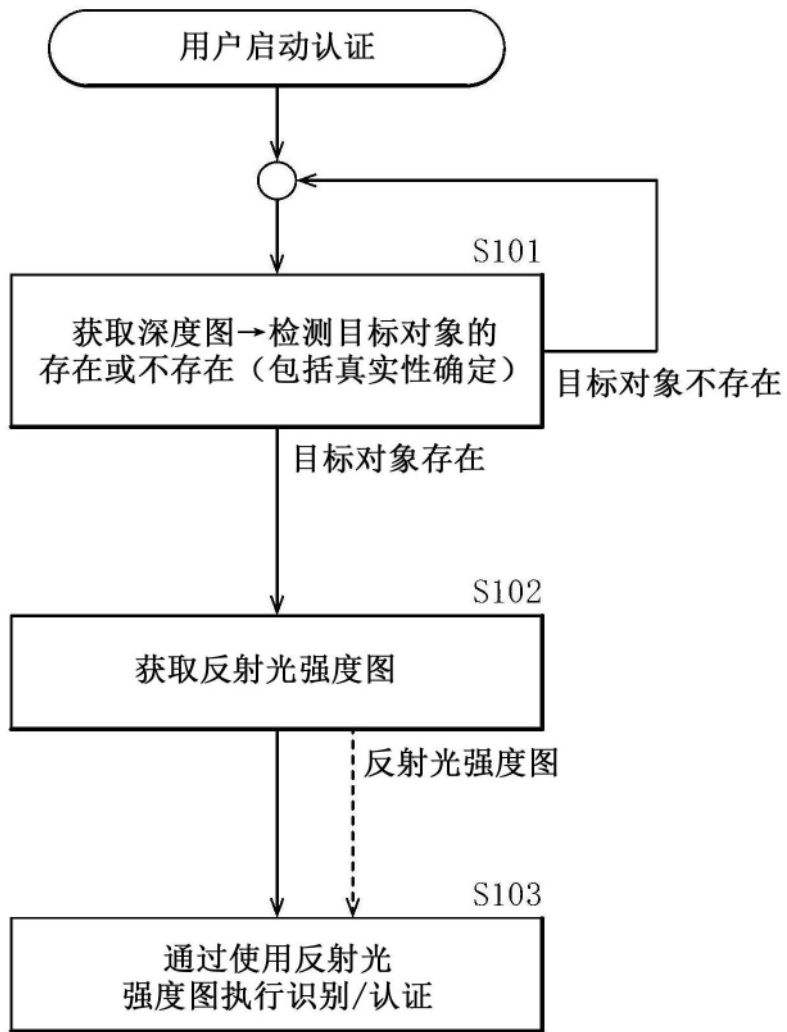 用户启动认证
S101
获取深度图→检测目标对象的
存在或不存在（包括真实性确定）
目标对象不存在
目标对象存在
S102
获取反射光强度图
反射光强度图
S103
通过使用反射光
强度图执行识别/认证